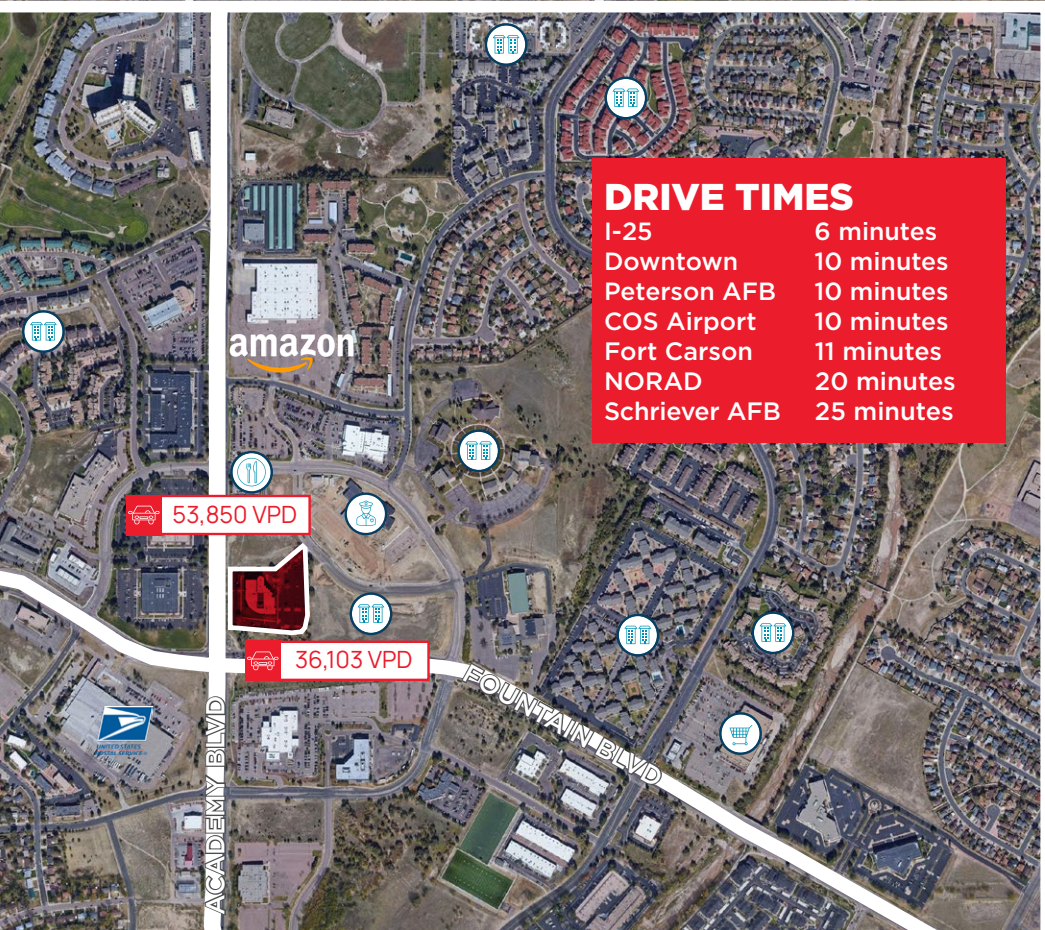 DRIVE TIMES
I-25 6 minutes
Downtown 10 minutes
Peterson AFB 10 minutes
COS Airport 10 minutes
Fort Carson 11 minutes
NORAD 20 minutes
Schriever AFB 25 minutes
amazon
53,850 VPD
36,103 VPD
FOUNTAIN BLVD
ACADEMY BLVD
UNITED STATES
POSTAL SERVICE